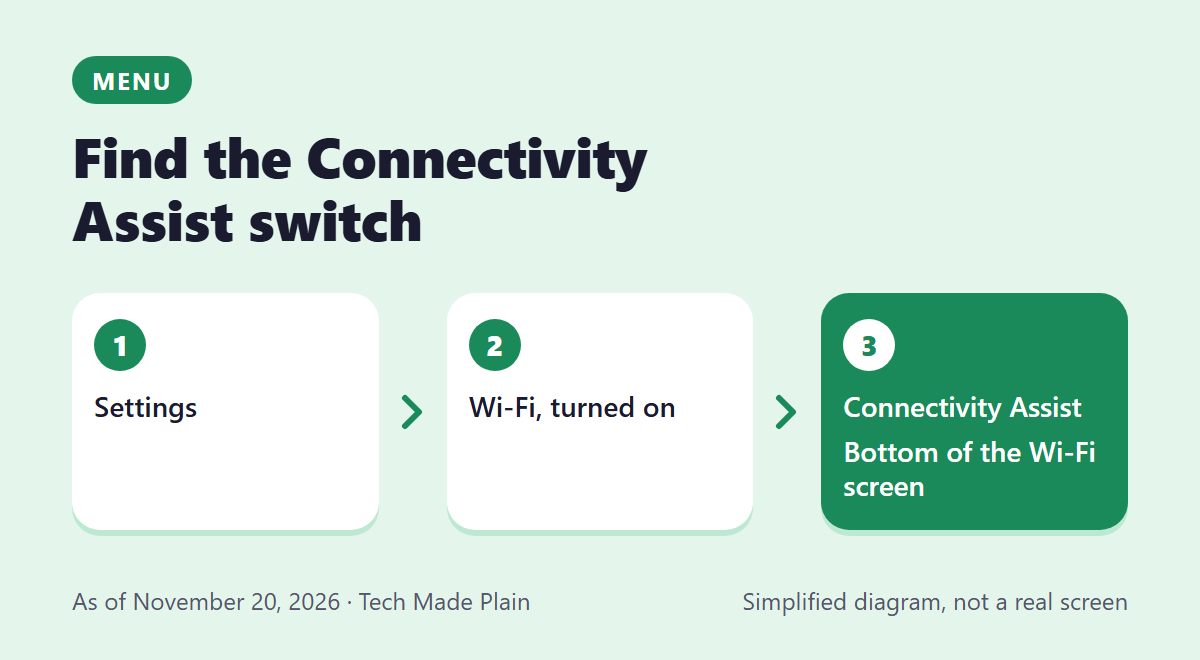 MENU
Find the Connectivity
Assist switch
1
Settings
2
Wi-Fi, turned on
3
Connectivity Assist
Bottom of the Wi-Fi
screen
As of November 20, 2026 · Tech Made Plain
Simplified diagram, not a real screen